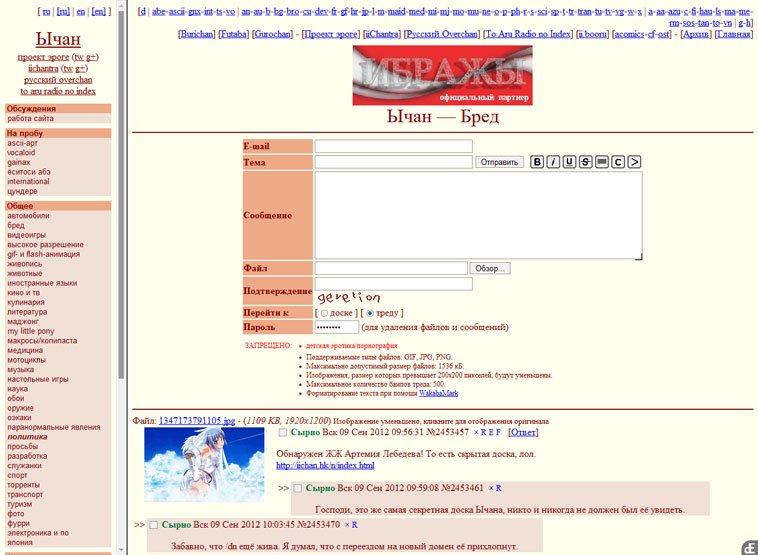 [ ru | [ru] | en | [en] ]
Ычан
проект эроге (tw g+)
iichantra (tw g+)
русский overchan
to aru radio no index
Обсуждения
работа сайта
На пробу
ascii-арт
vocaloid
gainax
ёситоси абэ
international
цундере
Общее
автомобили
бред
видеоигры
высокое разрешение
gif- и flash-анимация
живопись
животные
иностранные языки
кино и тв
кулинария
литература
маджонг
my little pony
макросы/копипаста
медицина
мотоциклы
музыка
настольные игры
наука
обои
оружие
оэкаки
паранормальные явления
политика
просьбы
разработка
служанки
спорт
торренты
транспорт
туризм
фото
фурри
электроника и по
япония
[d | abe-ascii-gnx-int-ts-vo | an-au-b-bg-bro-cu-dev-fr-gf-hr-jp-l-m-maid-med-mi-mj-mo-mu-ne-o-p-ph-r-s-sci-sp-t-tr-tran-tu-tv-vg-w-x | a-aa-azu-c-fi-hau-ls-ma-me-
rm-sos-tan-to-vn | g-h]
[Burichan] [Futaba] [Gurochan] - [Проект эроге] [iiChantra] [Русский Overchan] [To Aru Radio no Index] [ii.booru] [acomics-cf-ost] - [Архив] [Главная]
ИБРАЖЫ
официальный партнер
Ычан — Бред
E-mail
Тема Отправить B i u S C >
Сообщение
Файл Обзор...
Подтверждение
gerelion
Перейти к [ доске ] [ треду ]
Пароль •••••••• (для удаления файлов и сообщений)
ЗАПРЕЩЕНО: • детская эротика/порнография
• Поддерживаемые типы файлов: GIF, JPG, PNG.
• Максимально допустимый размер файлов: 1536 кБ.
• Изображения, размер которых превышает 200x200 пикселей, будут уменьшены.
• Максимальное количество бампов треда: 500.
• Форматирование текста при помощи WakabaMark
Файл: 1347173791105.jpg - (1109 KB, 1920x1200) Изображение уменьшено, кликните для отображения оригинала
Сырно Вск 09 Сен 2012 09:56:31 №2453457 × R E F [Ответ]
Обнаружен ЖЖ Артемия Лебедева! То есть скрытая доска, лол.
http://iichan.hk/n/index.html
>> Сырно Вск 09 Сен 2012 09:59:08 №2453461 × R
Господи, это же самая секретная доска Ычана, никто и никогда не должен был её увидеть.
>> Сырно Вск 09 Сен 2012 10:03:45 №2453470 × R
Забавно, что /dn ещё жива. Я думал, что с переездом на новый домен её прихлопнут.